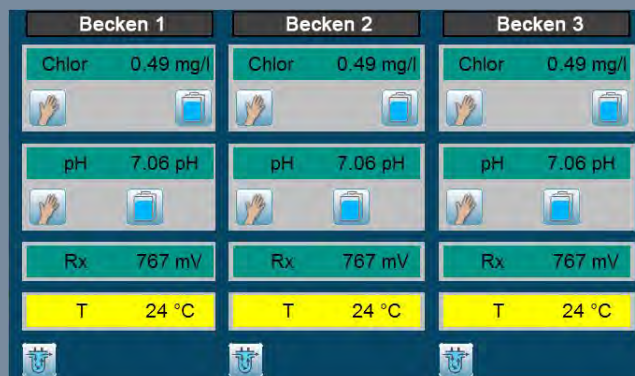 Becken 1 Becken 2 Becken 3
Chlor 0.49 mg/l Chlor 0.49 mg/l Chlor 0.49 mg/l
pH 7.06 pH pH 7.06 pH pH 7.06 pH
Rx 767 mV Rx 767 mV Rx 767 mV
T 24 °C T 24 °C T 24 °C